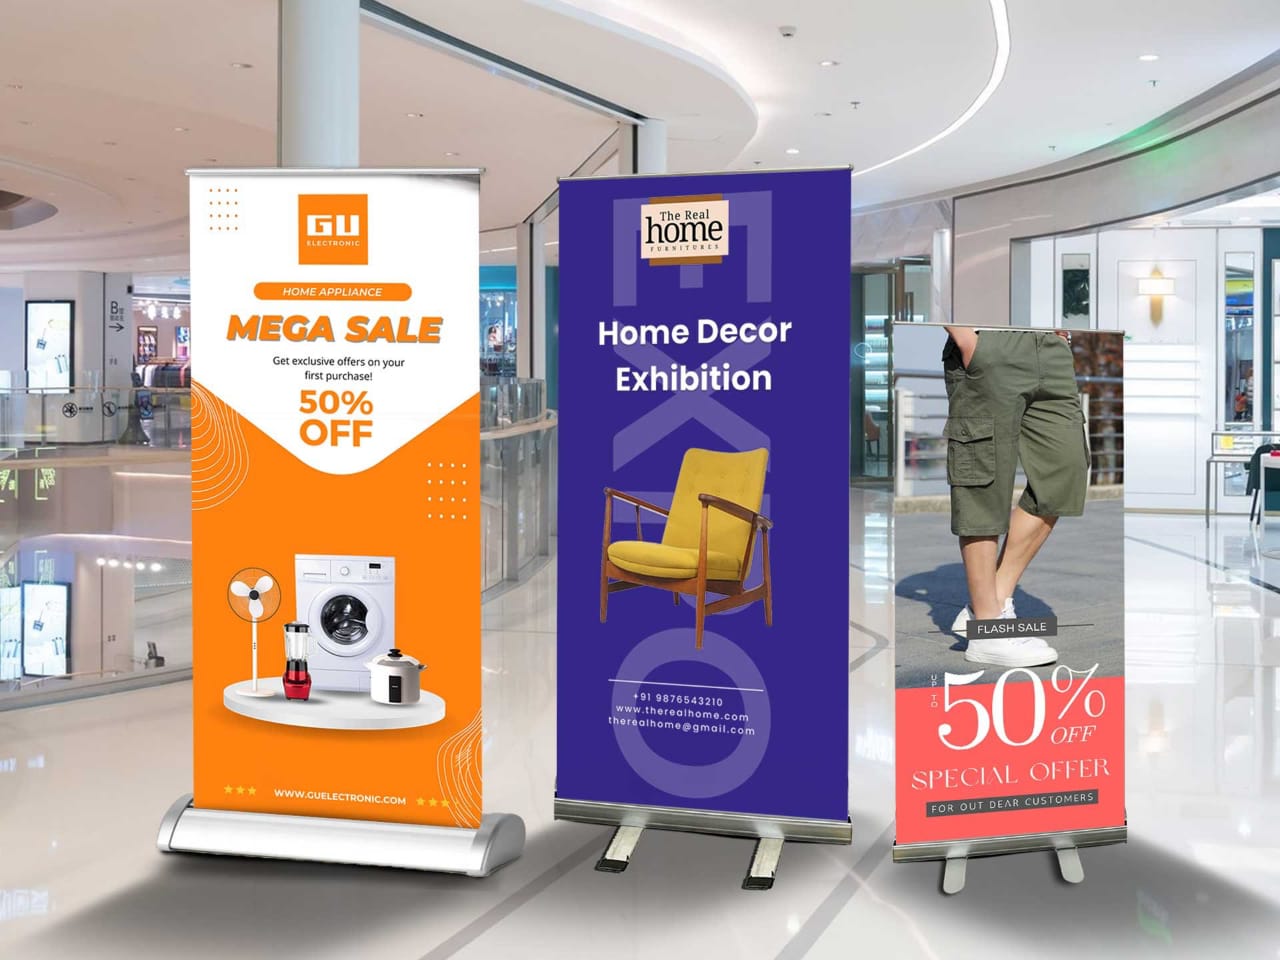 GU
ELECTRONIC
HOME APPLIANCE
MEGA SALE
Get exclusive offers on your
first purchase!
50%
OFF
WWW.GUELECTRONIC.COM
The Real
home
FURNITURES
EXPO
Home Decor
Exhibition
+91 9876543210
www.therealhome.com
therealhome@gmail.com
FLASH SALE
UP TO
50%
OFF
SPECIAL OFFER
FOR OUT DEAR CUSTOMERS
B